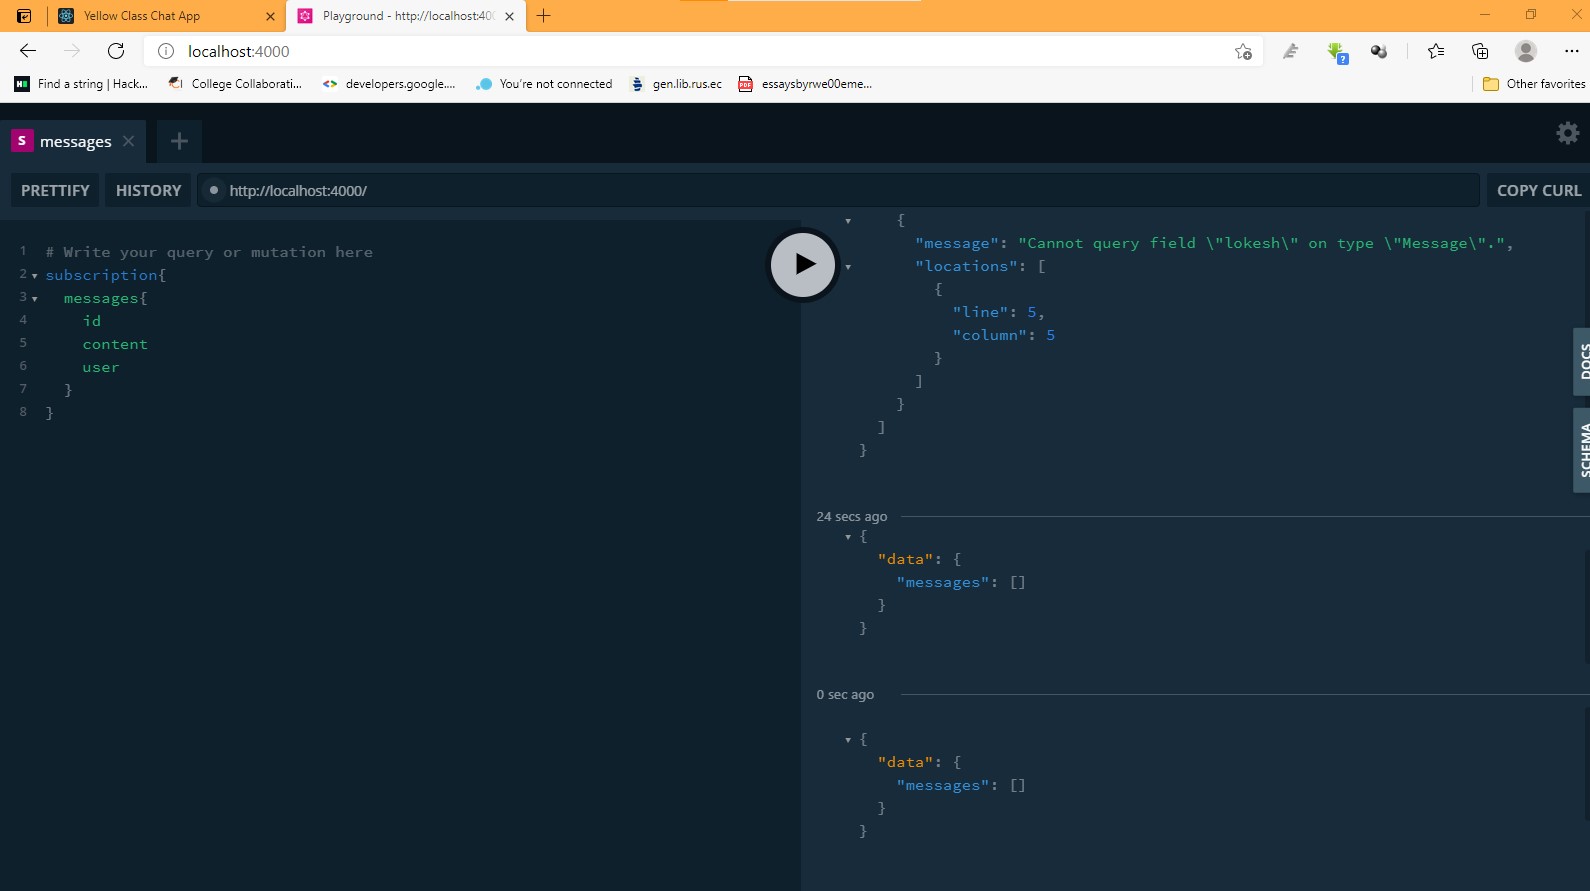 Yellow Class Chat App
Playground - http://localhost:400
localhost:4000
Find a string | Hack...
College Collaborati...
developers.google....
You're not connected
gen.lib.rus.ec
essaysbyrwe00eme...
Other favorites
S messages
PRETTIFY
HISTORY
http://localhost:4000/
COPY CURL
1 # Write your query or mutation here
2 subscription{
3 messages{
4 id
5 content
6 user
7 }
8 }
{
"message": "Cannot query field \"lokesh\" on type \"Message\".",
"locations": [
{
"line": 5,
"column": 5
}
]
}
]
}
24 secs ago
{
"data": {
"messages": []
}
}
0 sec ago
{
"data": {
"messages": []
}
}
DOCS
SCHEMA